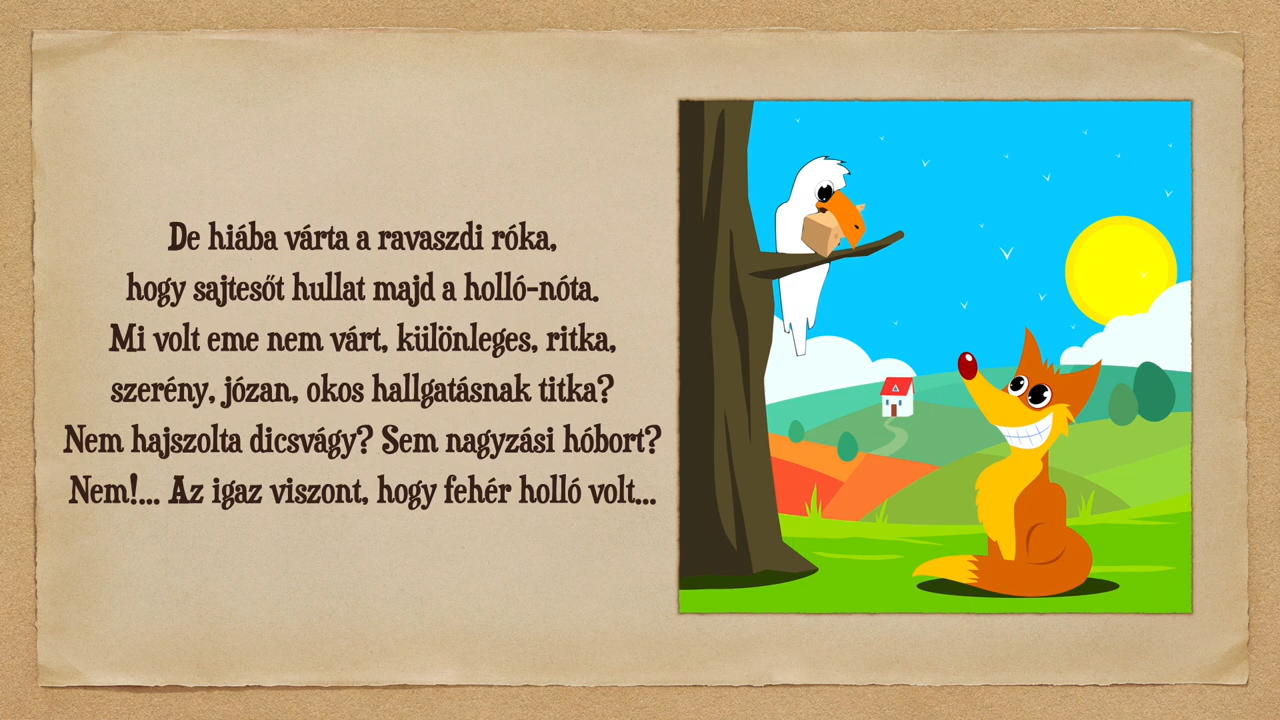 De hiába várta a ravaszdi róka,
hogy sajtesőt hullat majd a holló-nóta.
Mi volt eme nem várt, különleges, ritka,
szerény, józan, okos hallgatásnak titka?
Nem hajszolta dicsvágy? Sem nagyzási hóbort?
Nem!... Az igaz viszont, hogy fehér holló volt...